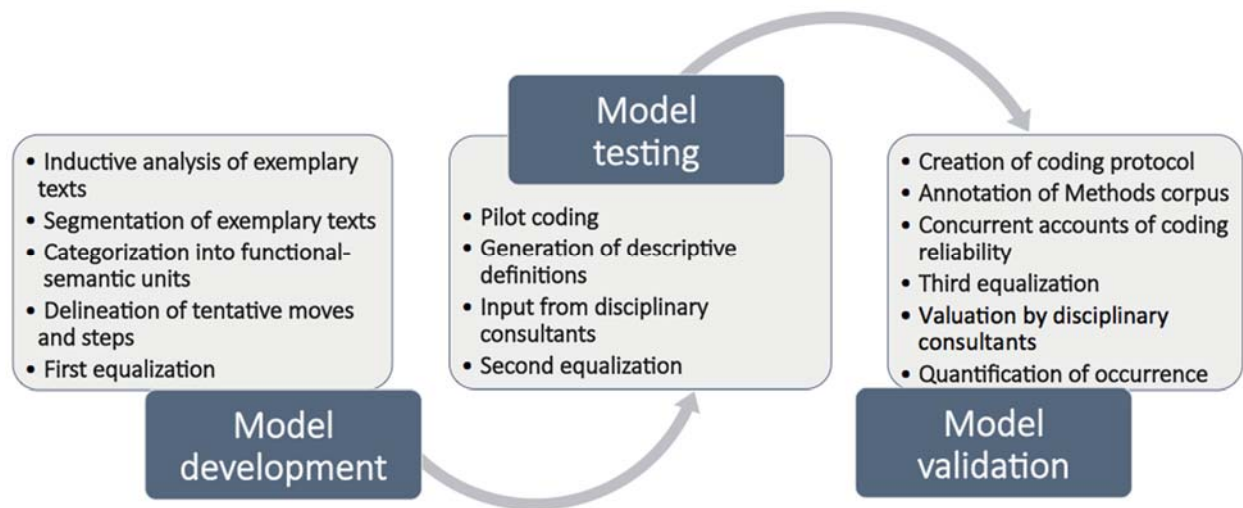 • Inductive analysis of exemplary
texts
• Segmentation of exemplary texts
• Categorization into functional-
semantic units
• Delineation of tentative moves
and steps
• First equalization
Model
development
Model
testing
• Pilot coding
• Generation of descriptive
definitions
• Input from disciplinary
consultants
• Second equalization
• Creation of coding protocol
• Annotation of Methods corpus
• Concurrent accounts of coding
reliability
• Third equalization
• Valuation by disciplinary
consultants
• Quantification of occurrence
Model
validation